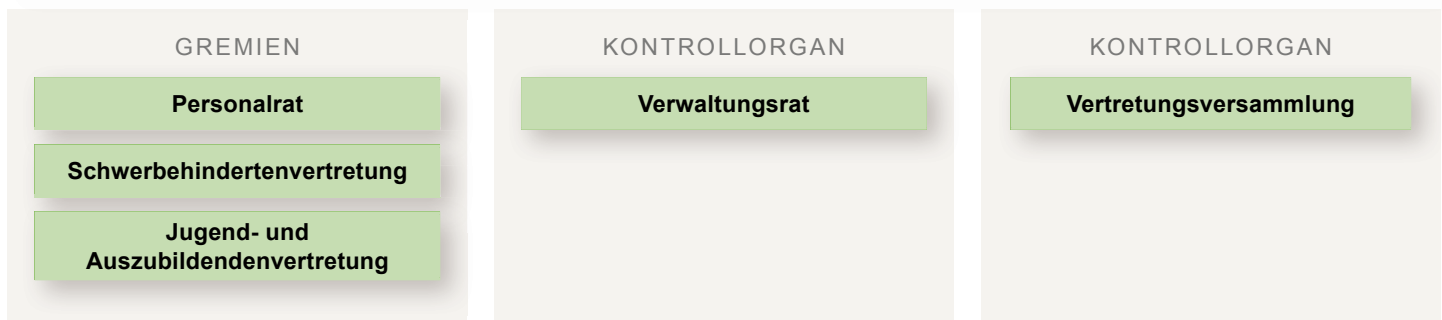 GREMIEN
Personalrat
Schwerbehindertenvertretung
Jugend- und
Auszubildendenvertretung
KONTROLLORGAN
Verwaltungsrat
KONTROLLORGAN
Vertretungsversammlung